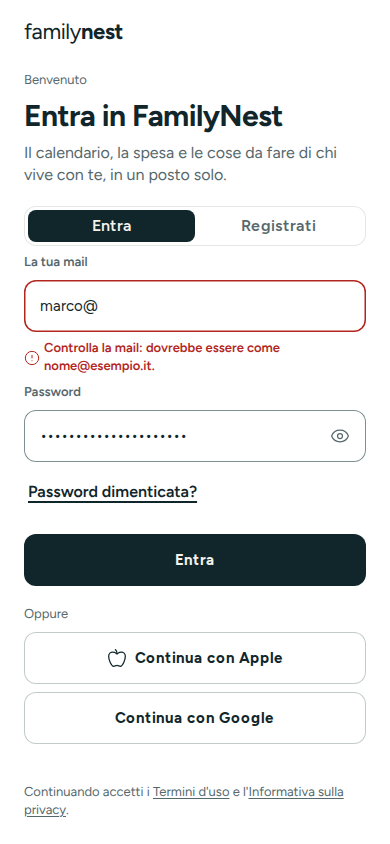 familynest
Benvenuto
Entra in FamilyNest
Il calendario, la spesa e le cose da fare di chi
vive con te, in un posto solo.
Entra
Registrati
La tua mail
marco@
Controlla la mail: dovrebbe essere come
nome@esempio.it.
Password
•••••••••••••••••••••
Password dimenticata?
Entra
Oppure
Continua con Apple
Continua con Google
Continuando accetti i Termini d'uso e l'Informativa sulla
privacy.